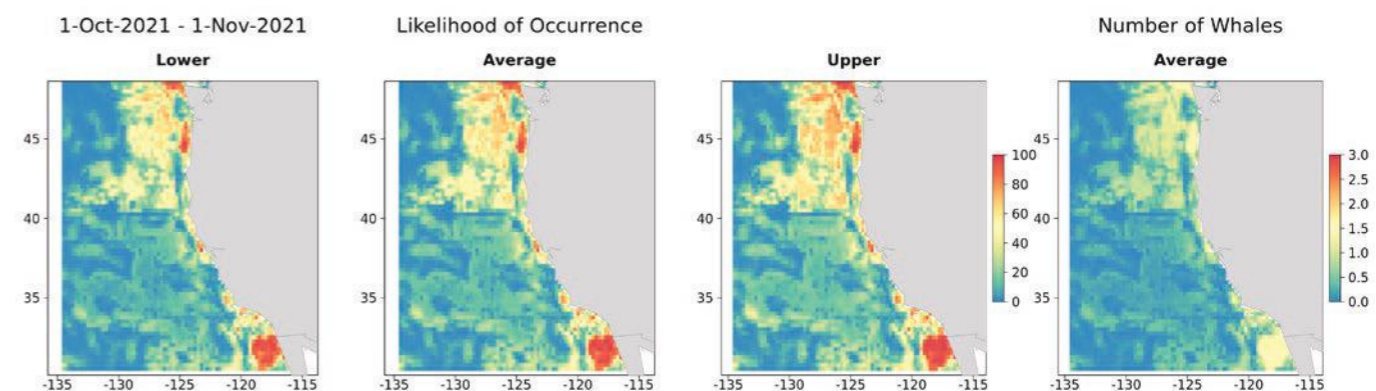 1-Oct-2021 - 1-Nov-2021 Likelihood of Occurrence Number of Whales
Lower Average Upper Average
45 45 45
100 3.0
80 2.5
40 60 40 2.0 40
40 1.5
35 20 35 1.0 35
0 0.5
0.0
-135 -130 -125 -120 -115 -135 -130 -125 -120 -115 -135 -130 -125 -120 -115 -135 -130 -125 -120 -115